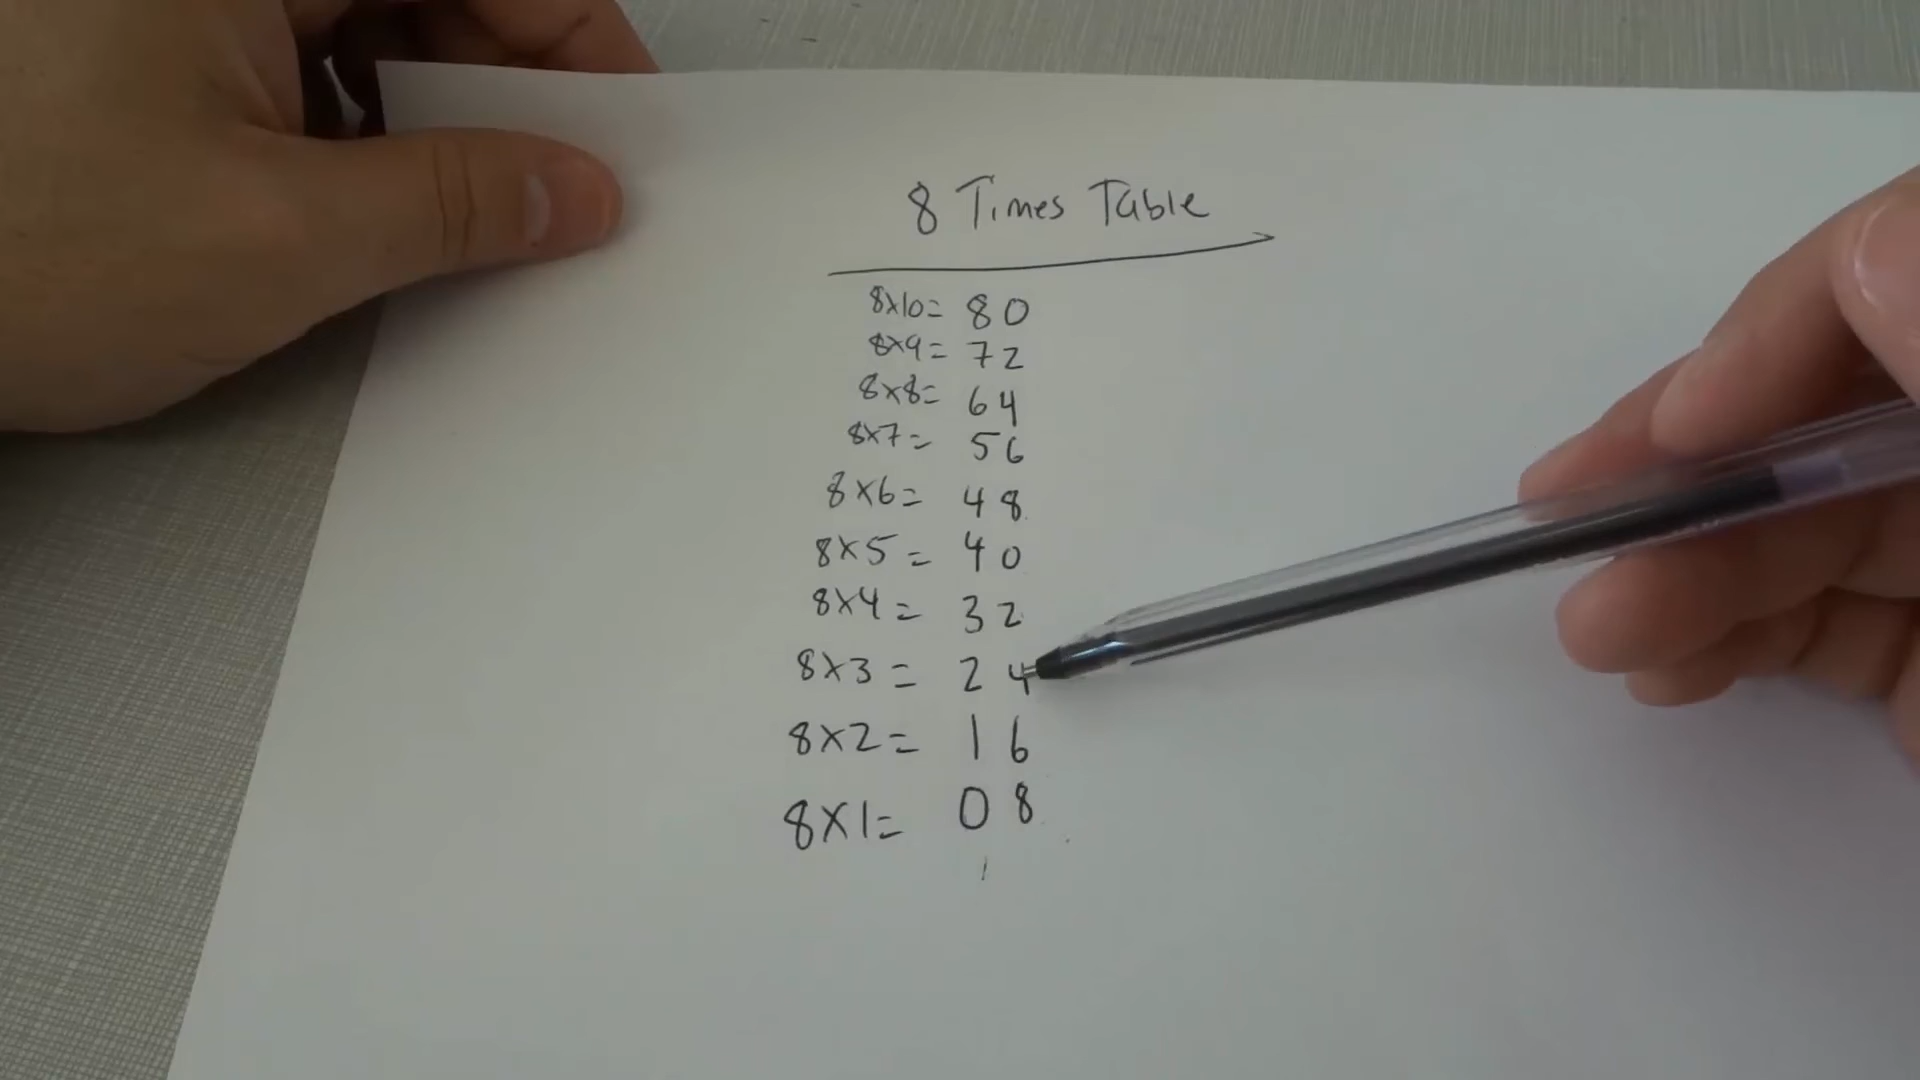 8 Times Table
8x10= 80
8x9= 72
8x8= 64
8x7= 56
8x6= 48
8x5= 40
8x4= 32
8x3= 24
8x2= 16
8x1= 08